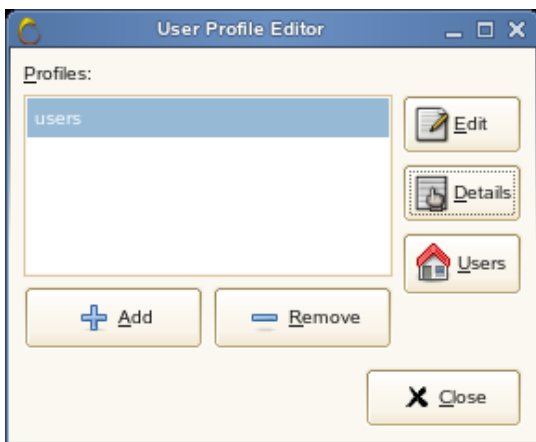 User Profile Editor
Profiles:
users
Edit
Details
Users
Add
Remove
Close